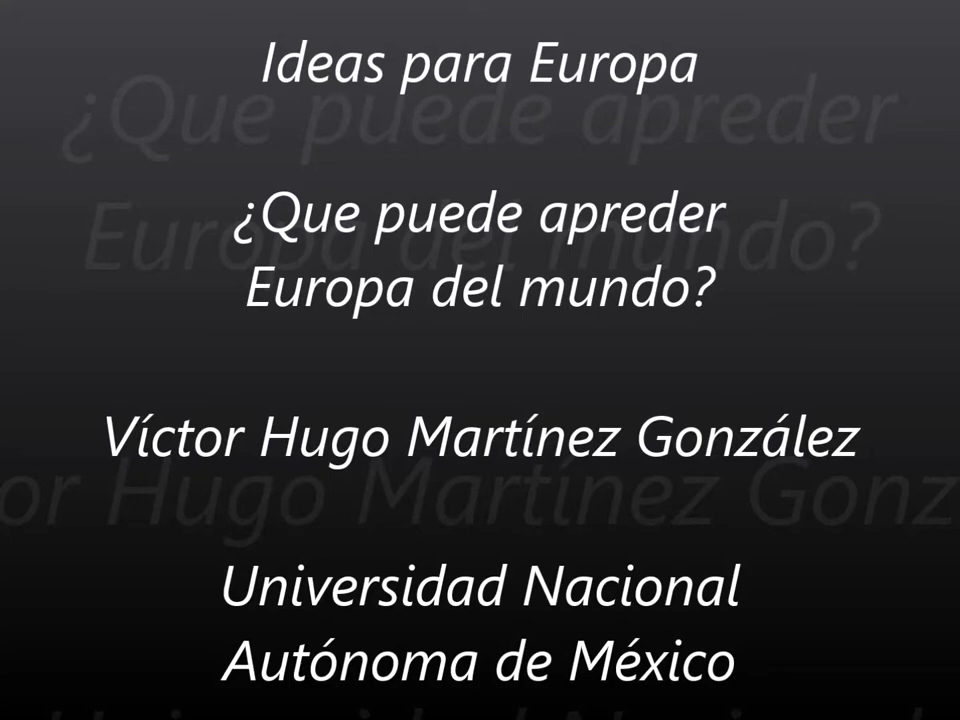 Ideas para Europa
¿Que puede apreder
Europa del mundo?
Víctor Hugo Martínez González
Universidad Nacional
Autónoma de México